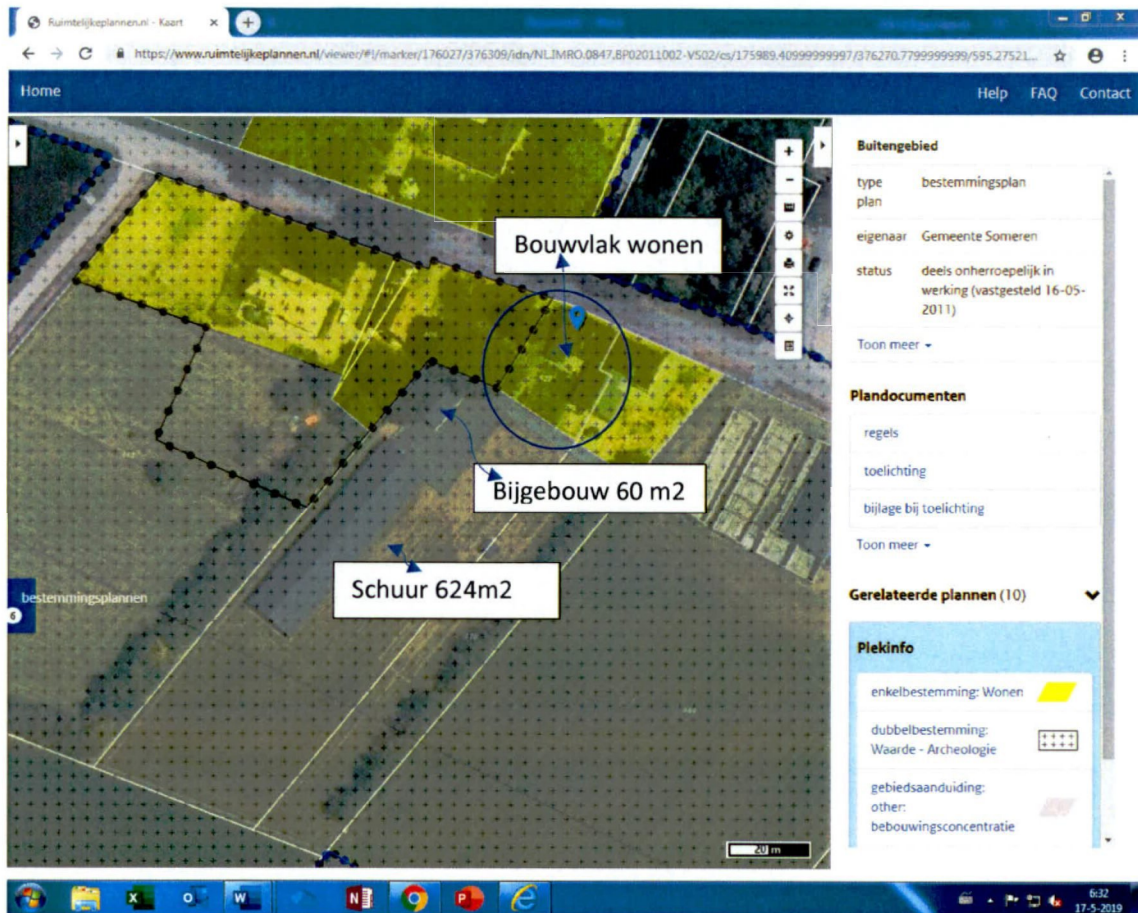 Ruimtelijkeplannen.nl - Kaart
https://www.ruimtelijkeplannen.nl/viewer/#!/marker/176027/376309/idn/NL.IMRO.0847.BP02011002-VS02/cs/175989.40999999997/376270.7799999999/595.27521...
Home
Help FAQ Contact
Bouwvlak wonen
Bijgebouw 60 m2
Schuur 624m2
bestemmingsplannen
6
20 m
Buitengebied
type plan bestemmingsplan
eigenaar Gemeente Someren
status deels onherroepelijk in
werking (vastgesteld 16-05-
2011)
Toon meer
Plandocumenten
regels
toelichting
bijlage bij toelichting
Toon meer
Gerelateerde plannen (10)
Plekinfo
enkelbestemming: Wonen
dubbelbestemming:
Waarde - Archeologie
gebiedsaanduiding:
other:
bebouwingsconcentratie
6:32
17-5-2019